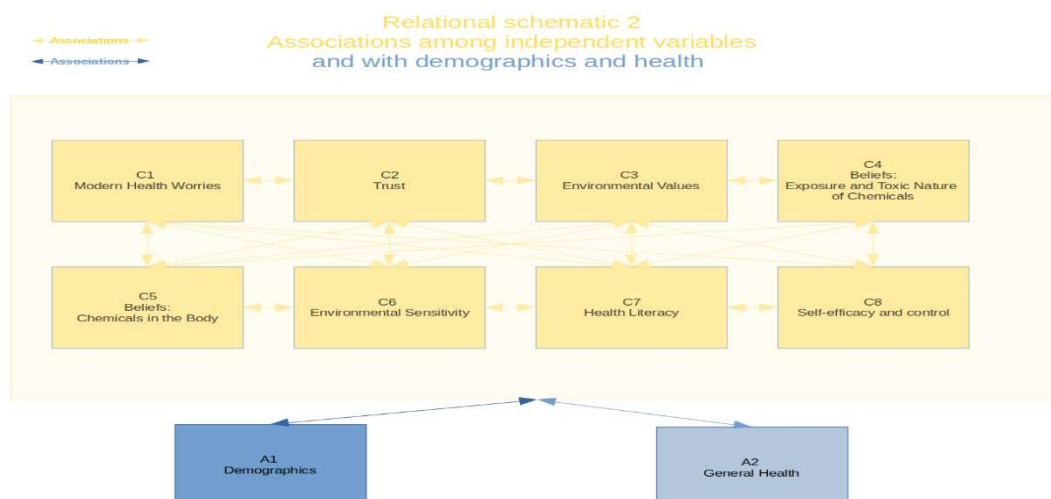 Relational schematic 2
Associations among independent variables
and with demographics and health
Associations
Associations
C1
Modern Health Worries
C2
Trust
C3
Environmental Values
C4
Beliefs:
Exposure and Toxic Nature
of Chemicals
C5
Beliefs:
Chemicals in the Body
C6
Environmental Sensitivity
C7
Health Literacy
C8
Self-efficacy and control
A1
Demographics
A2
General Health